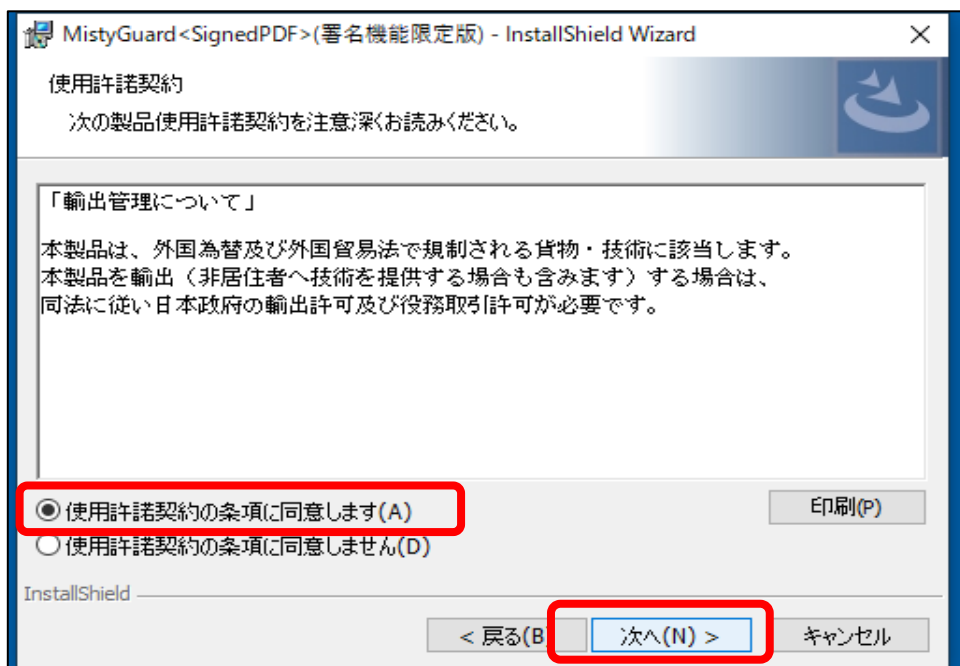 MistyGuard<SignedPDF>(署名機能限定版) - InstallShield Wizard
使用許諾契約
次の製品使用許諾契約を注意深くお読みください。
「輸出管理について」
本製品は、外国為替及び外国貿易法で規制される貨物・技術に該当します。
本製品を輸出（非居住者へ技術を提供する場合も含みます）する場合は、
同法に従い日本政府の輸出許可及び役務取引許可が必要です。
使用許諾契約の条項に同意します(A)
印刷(P)
使用許諾契約の条項に同意しません(D)
InstallShield
< 戻る(B
次へ(N) >
キャンセル